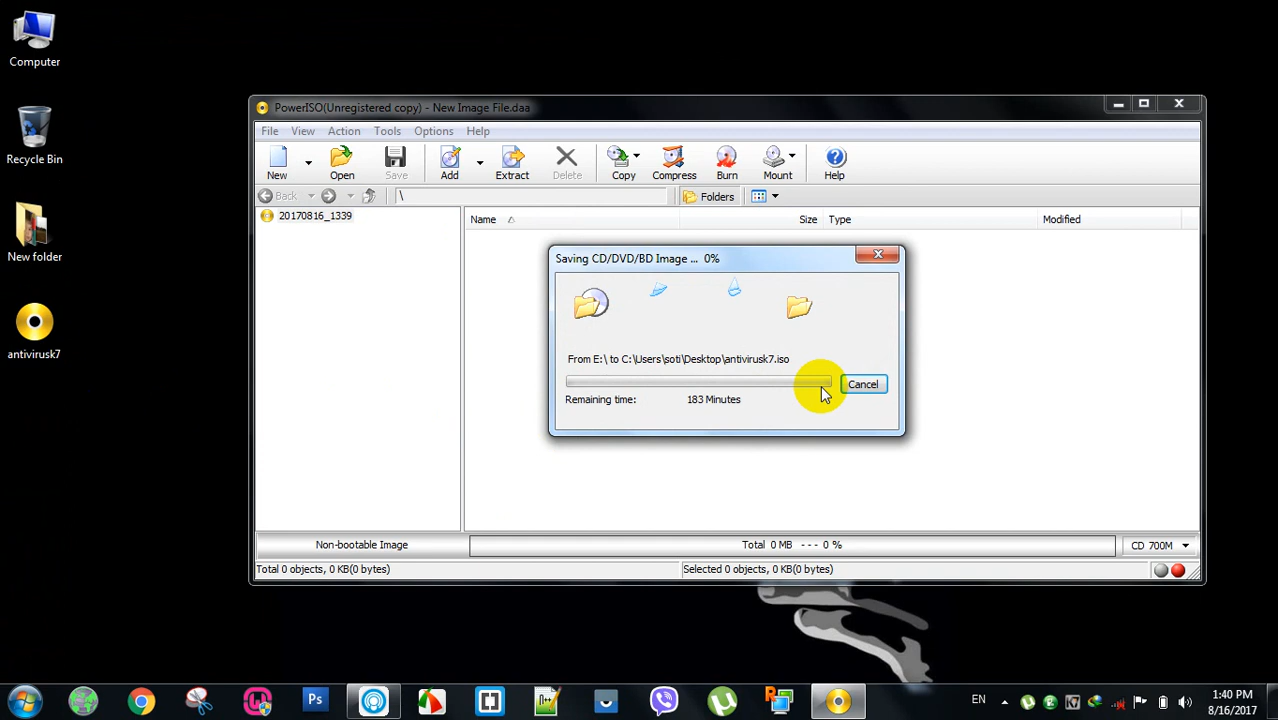 Computer
Recycle Bin
New folder
antivirusk7
PowerISO(Unregistered copy) - New Image File.daa
File View Action Tools Options Help
New Open Save Add Extract Delete Copy Compress Burn Mount Help
Back \ Folders
20170816_1339
Name Size Type Modified
Saving CD/DVD/BD Image ... 0%
From E:\ to C:\Users\soti\Desktop\antivirusk7.iso
Cancel
Remaining time: 183 Minutes
Non-bootable Image Total 0 MB --- 0 % CD 700M
Total 0 objects, 0 KB(0 bytes) Selected 0 objects, 0 KB(0 bytes)
Ps
EN
1:40 PM
8/16/2017